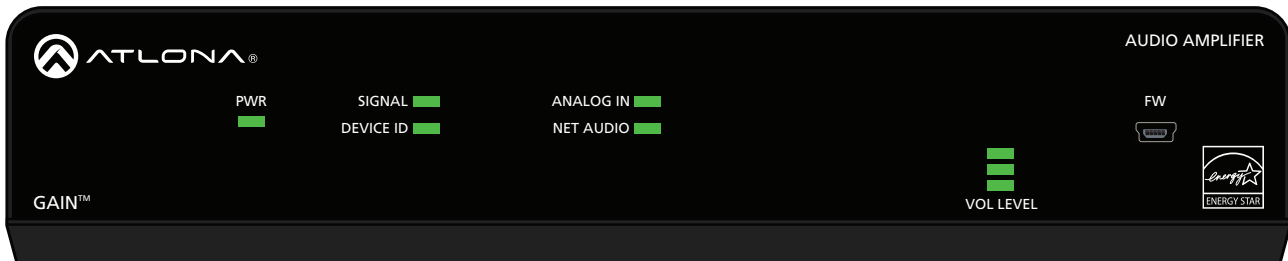 ATLONA®
AUDIO AMPLIFIER
PWR
SIGNAL
DEVICE ID
ANALOG IN
NET AUDIO
FW
VOL LEVEL
energy
ENERGY STAR
GAIN™